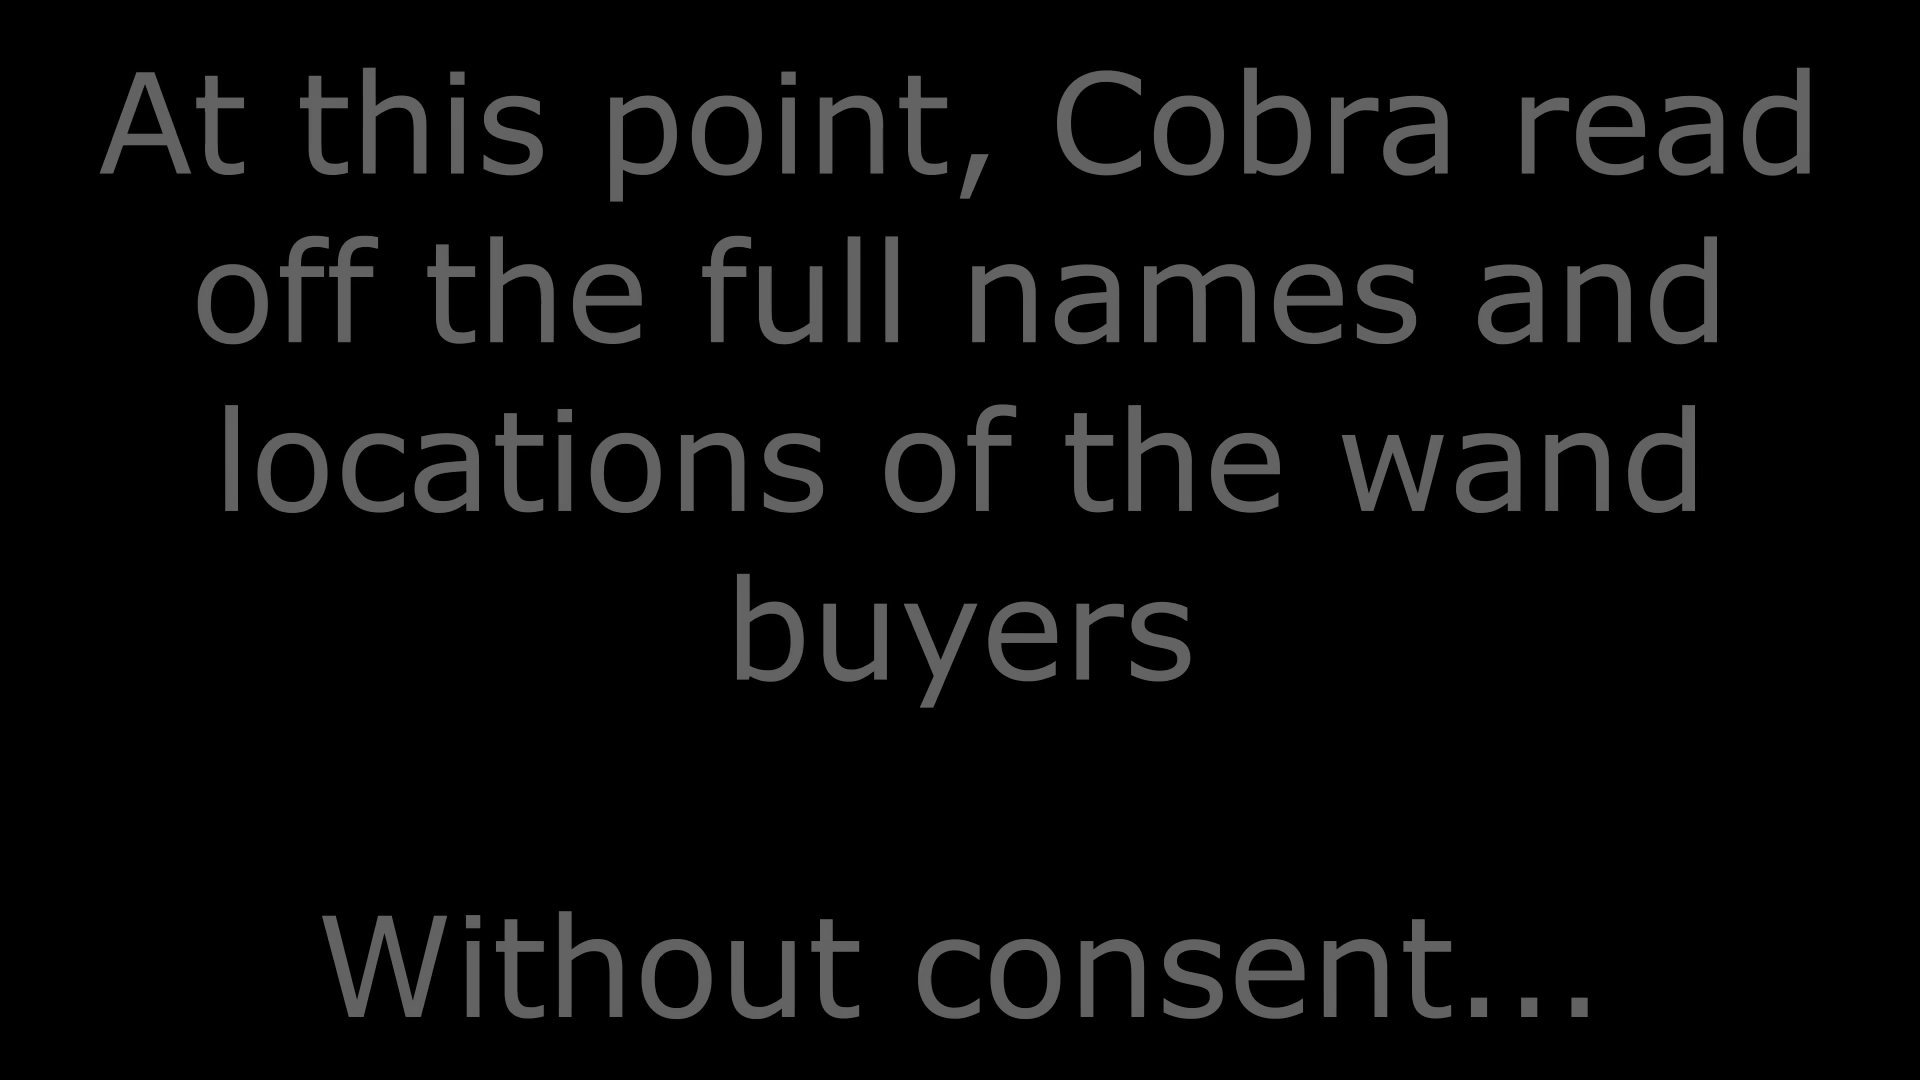 At this point, Cobra read
off the full names and
locations of the wand
buyers
Without consent...